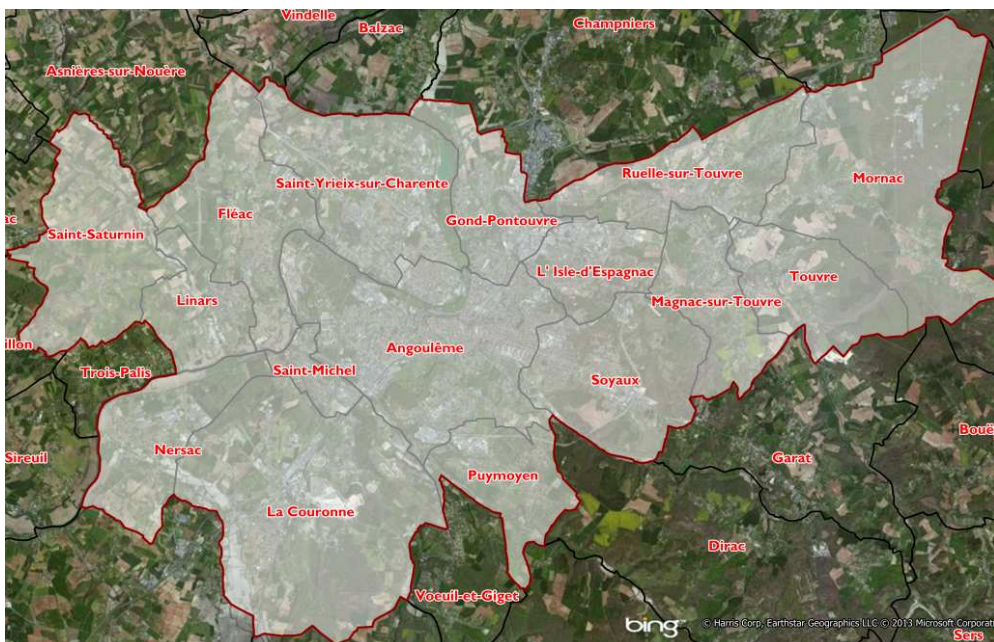 Vindelle
Balzac
Champniers
Asnières-sur-Nouère
Ruelle-sur-Touvre
Mornac
Saint-Yrieix-sur-Charente
Fléac
Gond-Pontouvre
ac
Saint-Saturnin
L' Isle-d'Espagnac
Touvre
Linars
Magnac-sur-Touvre
illon
Angoulême
Trois-Palis
Saint-Michel
Soyaux
Bouë
Sireuil
Nersac
Garat
Puymoyen
La Couronne
Dirac
Voeuil-et-Giget
bing
© Harris Corp, Earthstar Geographics LLC © 2013 Microsoft Corporati
Sers